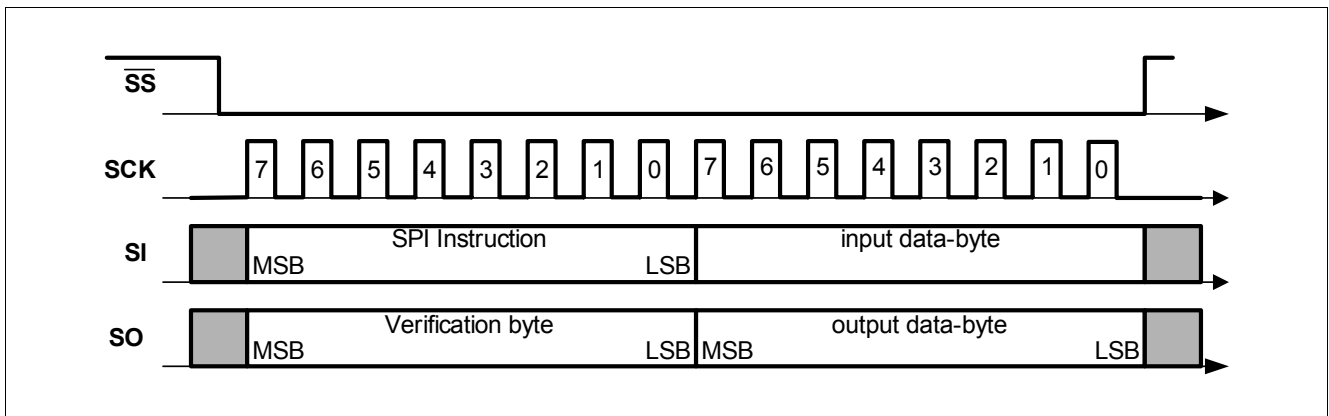 SS
SCK
7 6 5 4 3 2 1 0 7 6 5 4 3 2 1 0
SI
SPI Instruction
input data-byte
MSB
LSB
SO
Verification byte
output data-byte
MSB
LSB
MSB
LSB